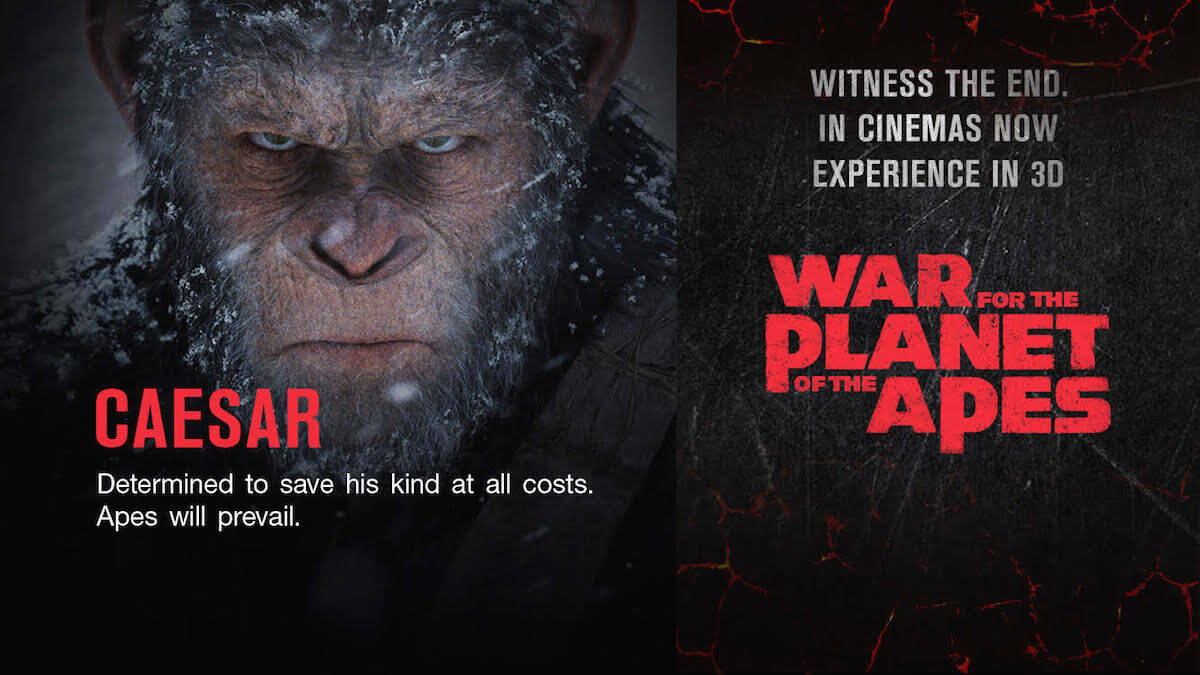 CAESAR
Determined to save his kind at all costs.
Apes will prevail.
WITNESS THE END.
IN CINEMAS NOW
EXPERIENCE IN 3D
WAR FOR THE
PLANET
OF THE APES